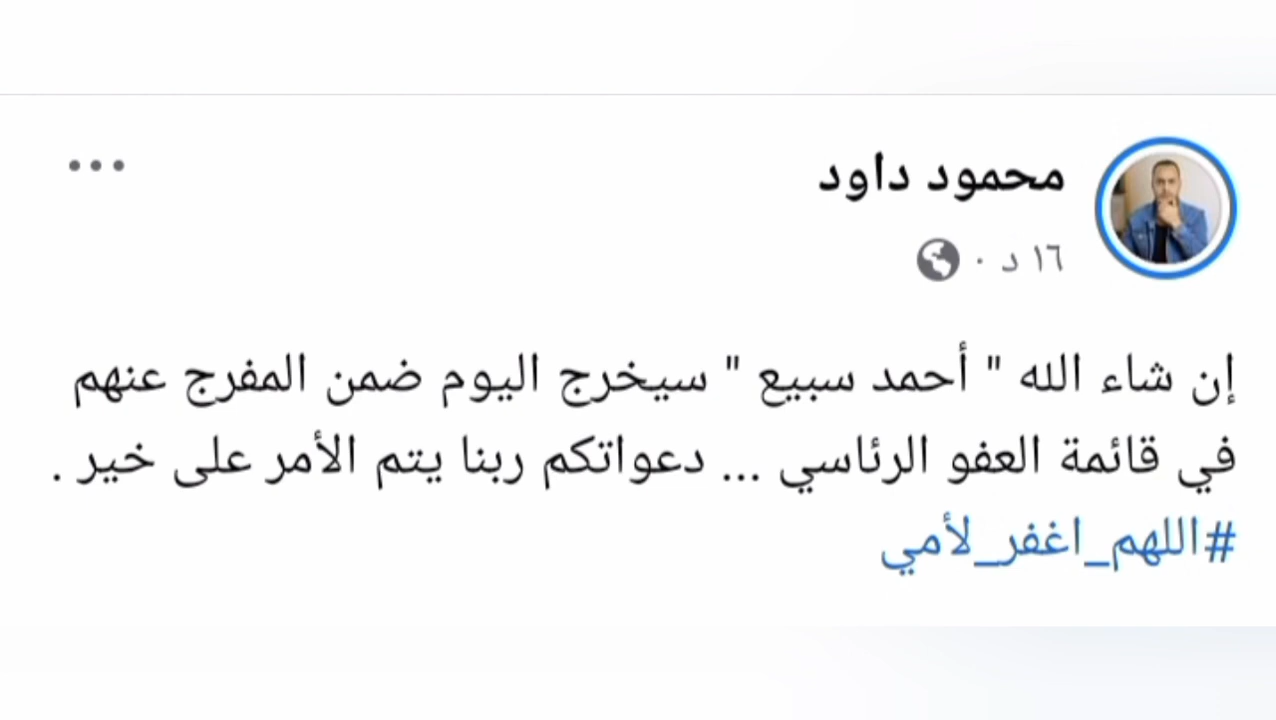 محمود داود
١٦ د ·
إن شاء الله " أحمد سبيع " سيخرج اليوم ضمن المفرج عنهم
في قائمة العفو الرئاسي ... دعواتكم ربنا يتم الأمر على خير .
#اللهم_اغفر_لأمي